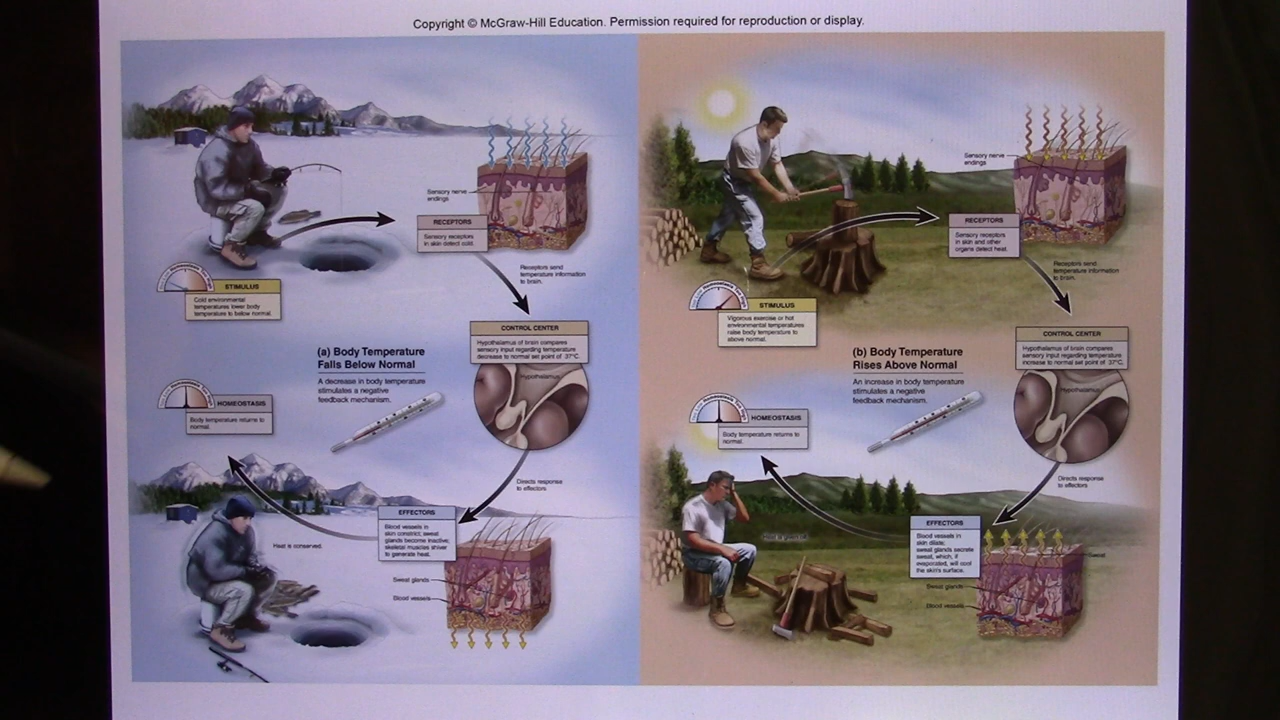 Copyright © McGraw-Hill Education. Permission required for reproduction or display.
Sensory nerve
endings
RECEPTORS
Sensory receptors
in skin detect cold.
Receptors send
temperature information
to brain.
STIMULUS
Cold environmental
temperatures lower body
temperature to below normal.
CONTROL CENTER
Hypothalamus of brain compares
sensory input regarding temperature
decrease to normal set point of 37°C.
Hypothalamus
(a) Body Temperature
Falls Below Normal
A decrease in body temperature
stimulates a negative
feedback mechanism.
HOMEOSTASIS
Body temperature returns to
normal.
Directs response
to effectors
EFFECTORS
Blood vessels in
skin constrict; sweat
glands become inactive;
skeletal muscles shiver
to generate heat.
Heat is conserved.
Sweat glands
Blood vessels
Sensory nerve
endings
RECEPTORS
Sensory receptors
in skin and other
organs detect heat.
Receptors send
temperature information
to brain.
STIMULUS
Vigorous exercise or hot
environmental temperatures
raise body temperature to
above normal.
CONTROL CENTER
Hypothalamus of brain compares
sensory input regarding temperature
increase to normal set point of 37°C.
Hypothalamus
(b) Body Temperature
Rises Above Normal
An increase in body temperature
stimulates a negative
feedback mechanism.
HOMEOSTASIS
Body temperature returns to
normal.
Directs response
to effectors
EFFECTORS
Blood vessels in
skin dilate;
sweat glands secrete
sweat, which, if
evaporated, will cool
the skin's surface.
Heat is given off.
Sweat
Sweat glands
Blood vessels